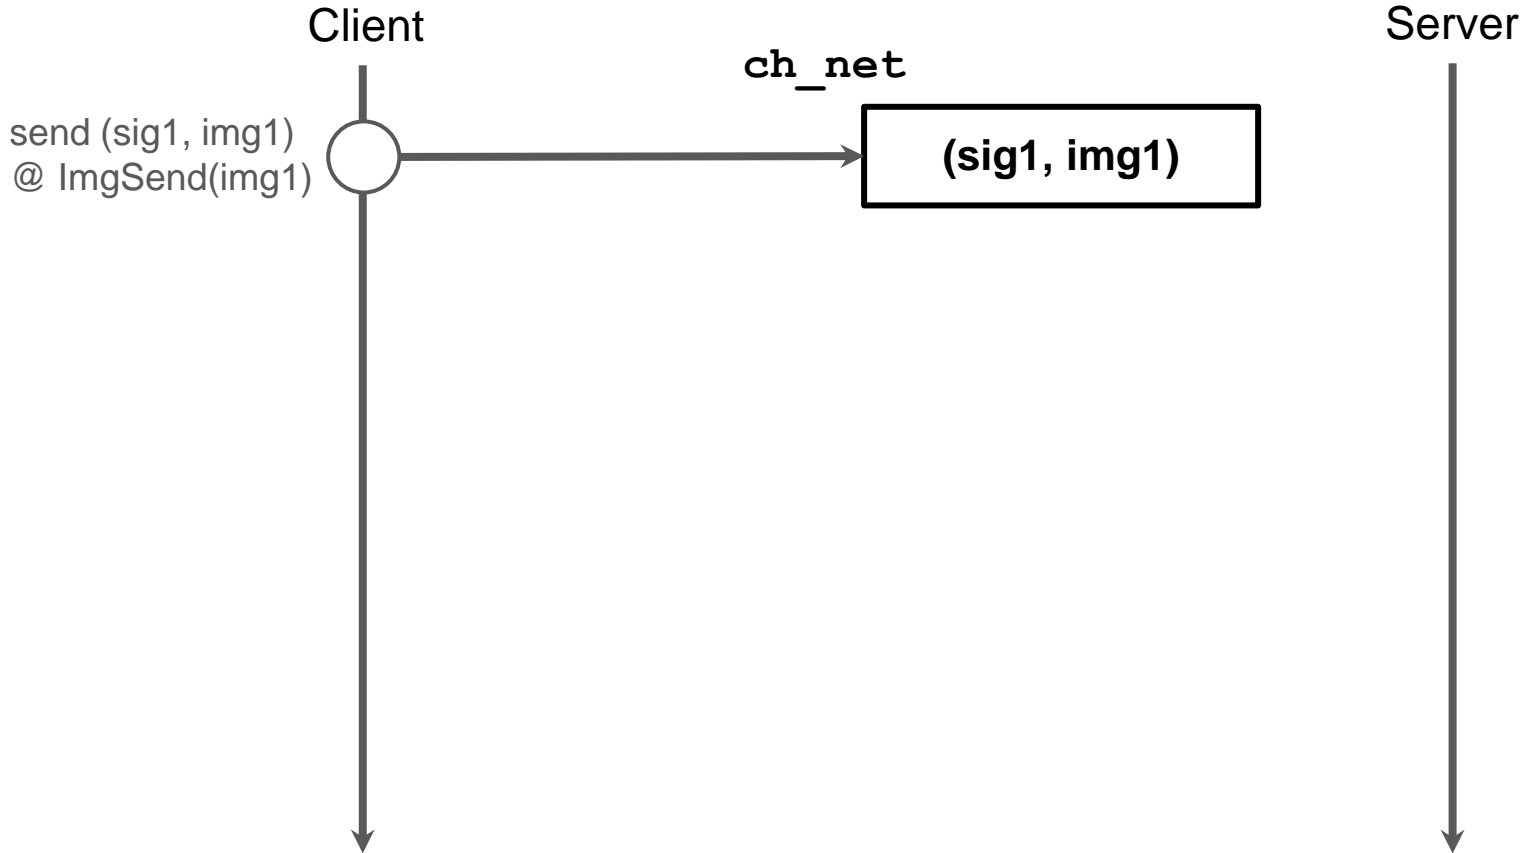 Client
Server
ch_net
send (sig1, img1)
@ ImgSend(img1)
(sig1, img1)